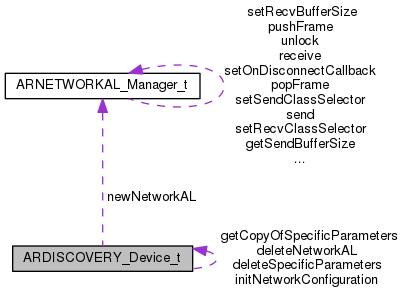 setRecvBufferSize
pushFrame
unlock
receive
setOnDisconnectCallback
popFrame
setSendClassSelector
send
setRecvClassSelector
getSendBufferSize
...
ARNETWORKAL_Manager_t
newNetworkAL
getCopyOfSpecificParameters
deleteNetworkAL
deleteSpecificParameters
initNetworkConfiguration
ARDISCOVERY_Device_t